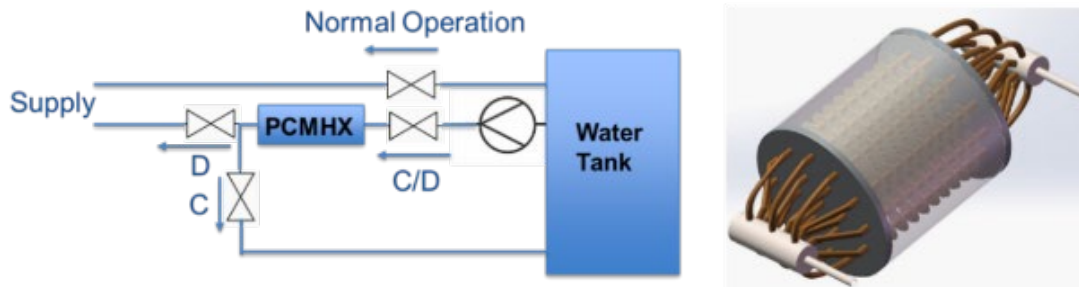 Normal Operation
Supply
PCMHX
Water
Tank
D
C
C/D